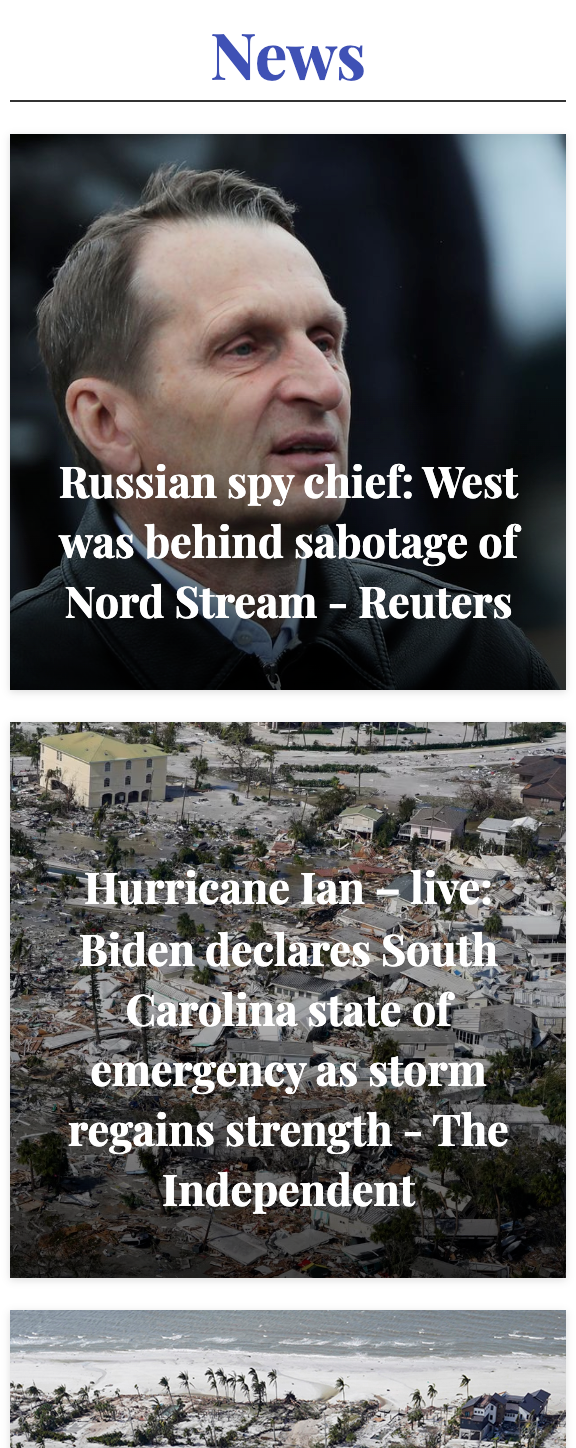 News
Russian spy chief: West
was behind sabotage of
Nord Stream - Reuters
Hurricane Ian – live:
Biden declares South
Carolina state of
emergency as storm
regains strength - The
Independent